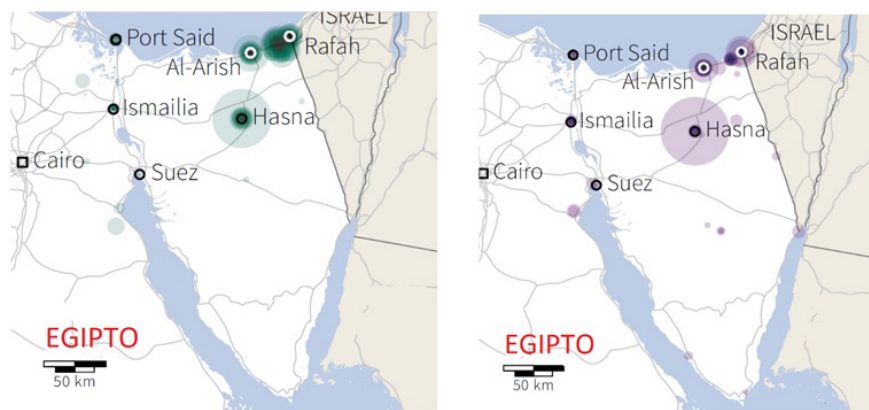 ISRAEL
Port Said
Rafah
Al-Arish
Ismailia
Hasna
Cairo
Suez
EGIPTO
50 km
ISRAEL
Port Said
Rafah
Al-Arish
Ismailia
Hasna
Cairo
Suez
EGIPTO
50 km